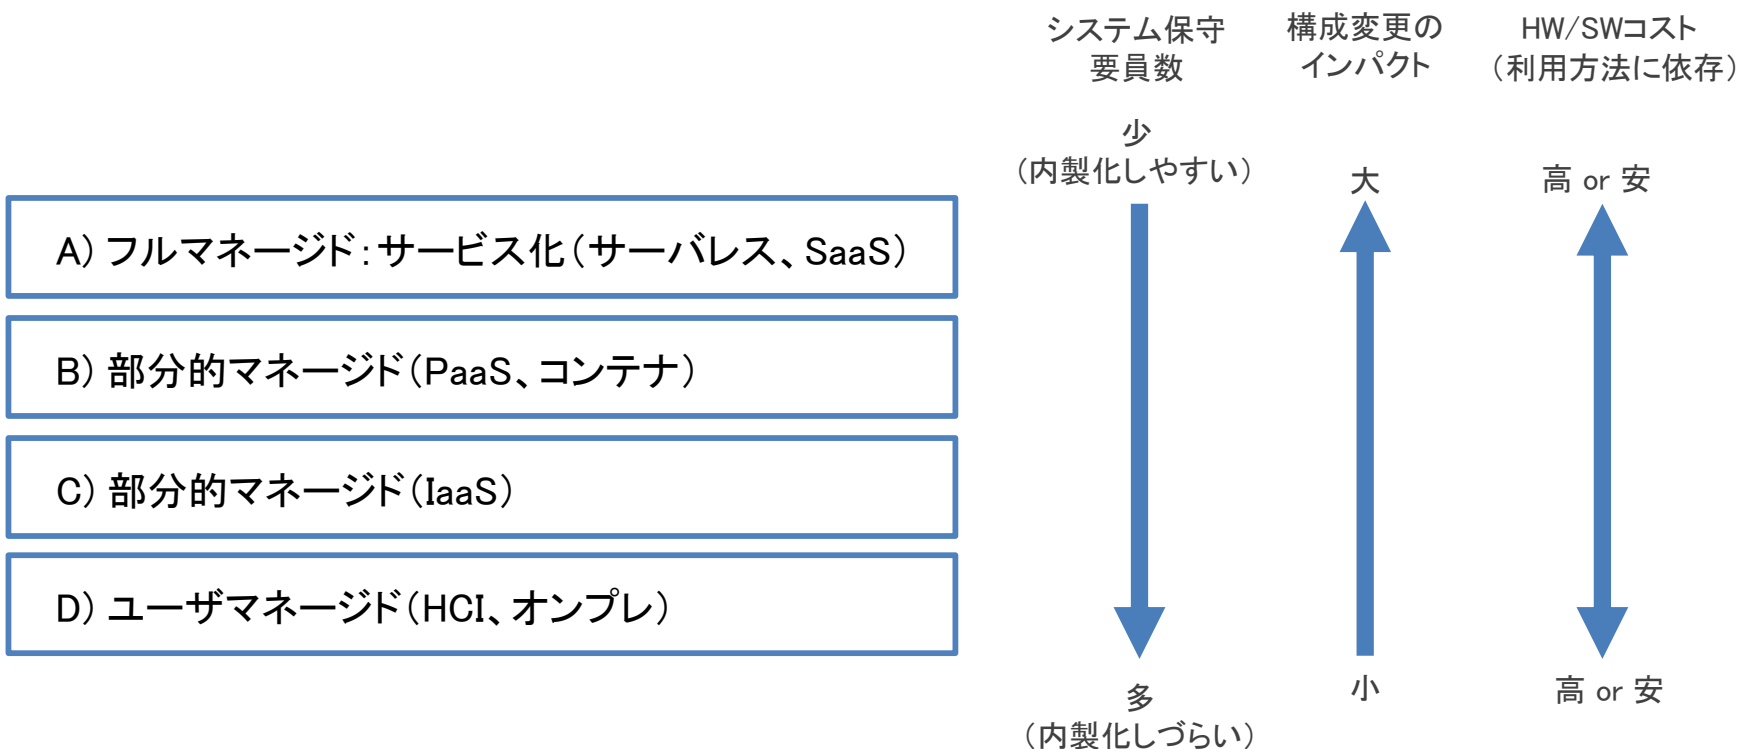 システム保守
要員数
構成変更の
インパクト
HW/SWコスト
（利用方法に依存）
少
（内製化しやすい）
大
高 or 安
A）フルマネージド：サービス化（サーバレス、SaaS）
B）部分的マネージド（PaaS、コンテナ）
C）部分的マネージド（IaaS）
D）ユーザマネージド（HCI、オンプレ）
多
（内製化しづらい）
小
高 or 安